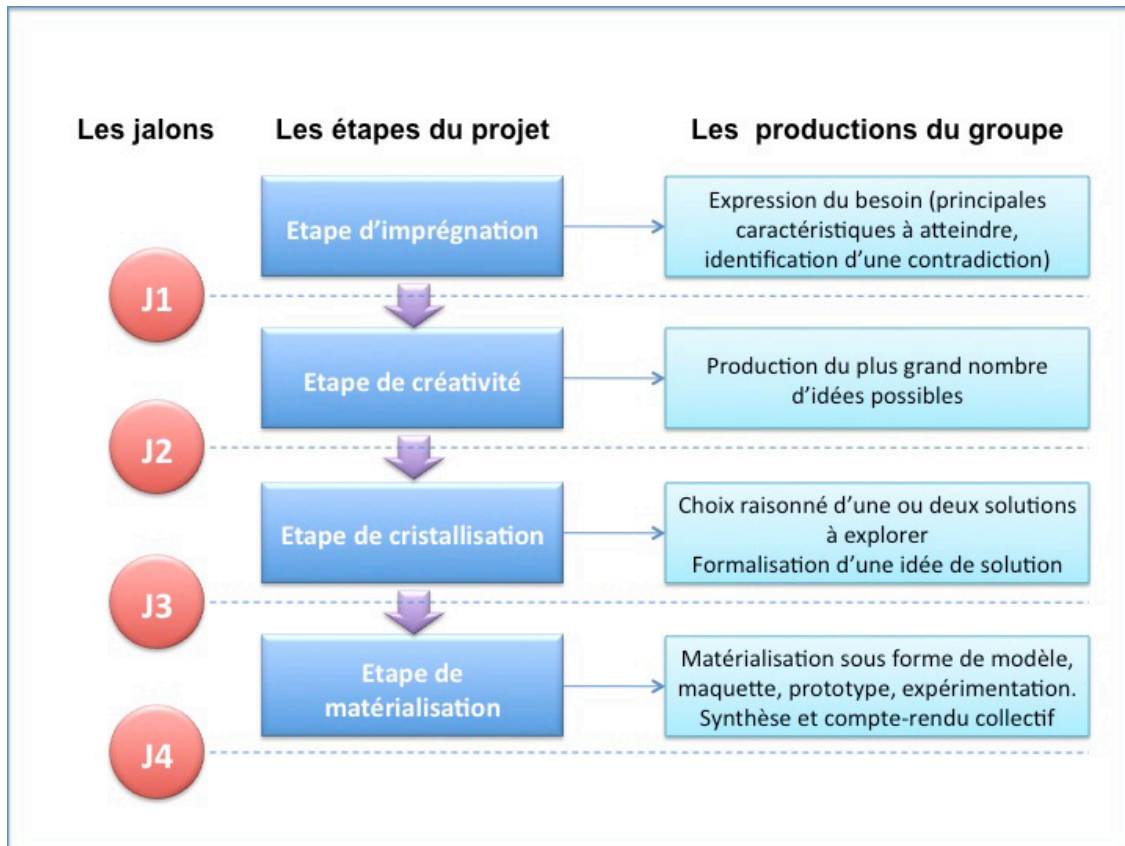 Les jalons
Les étapes du projet
Les productions du groupe
Etape d'imprégnation
Expression du besoin (principales
caractéristiques à atteindre,
identification d'une contradiction)
J1
Etape de créativité
Production du plus grand nombre
d'idées possibles
J2
Etape de cristallisation
Choix raisonné d'une ou deux solutions
à explorer
Formalisation d'une idée de solution
J3
Etape de
matérialisation
Matérialisation sous forme de modèle,
maquette, prototype, expérimentation.
Synthèse et compte-rendu collectif
J4